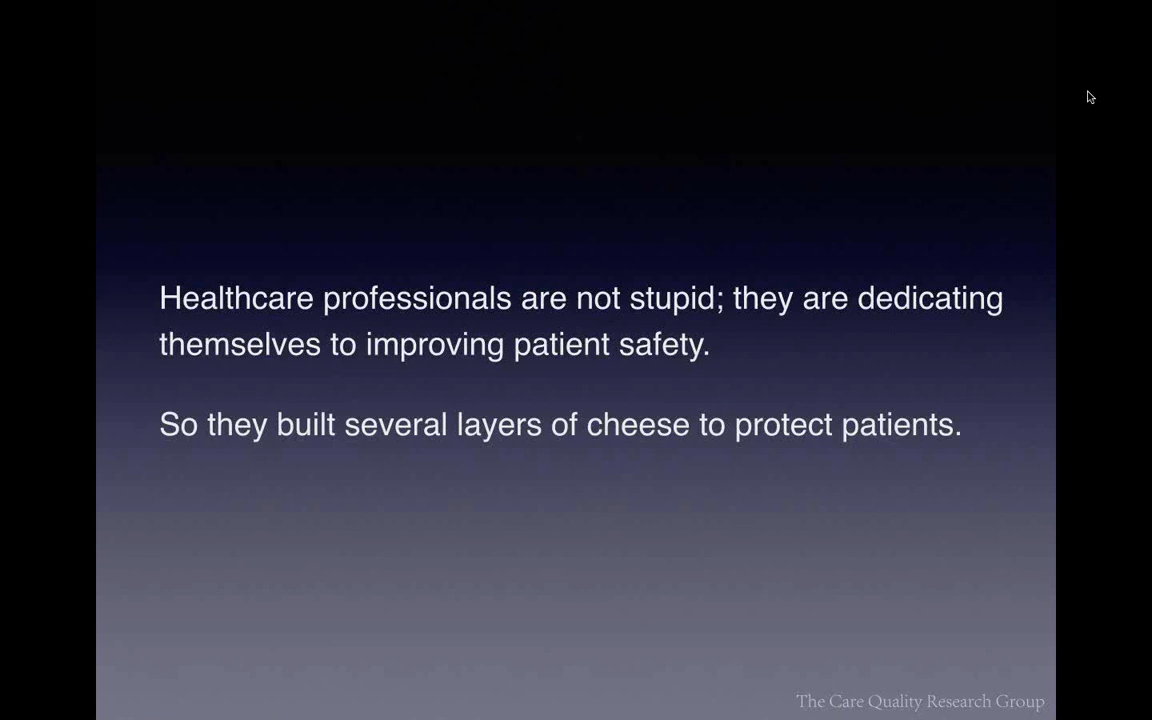 Healthcare professionals are not stupid; they are dedicating
themselves to improving patient safety.
So they built several layers of cheese to protect patients.
The Care Quality Research Group